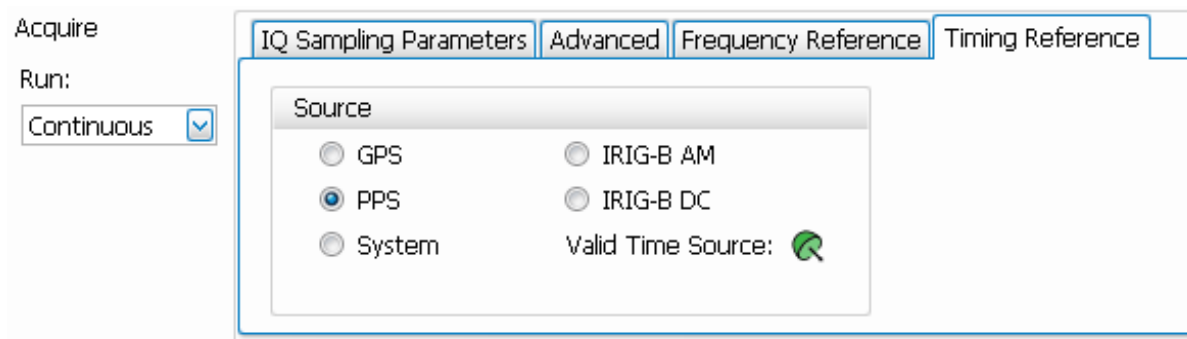 Acquire
Run:
Continuous
IQ Sampling Parameters
Advanced
Frequency Reference
Timing Reference
Source
GPS
IRIG-B AM
PPS
IRIG-B DC
System
Valid Time Source: